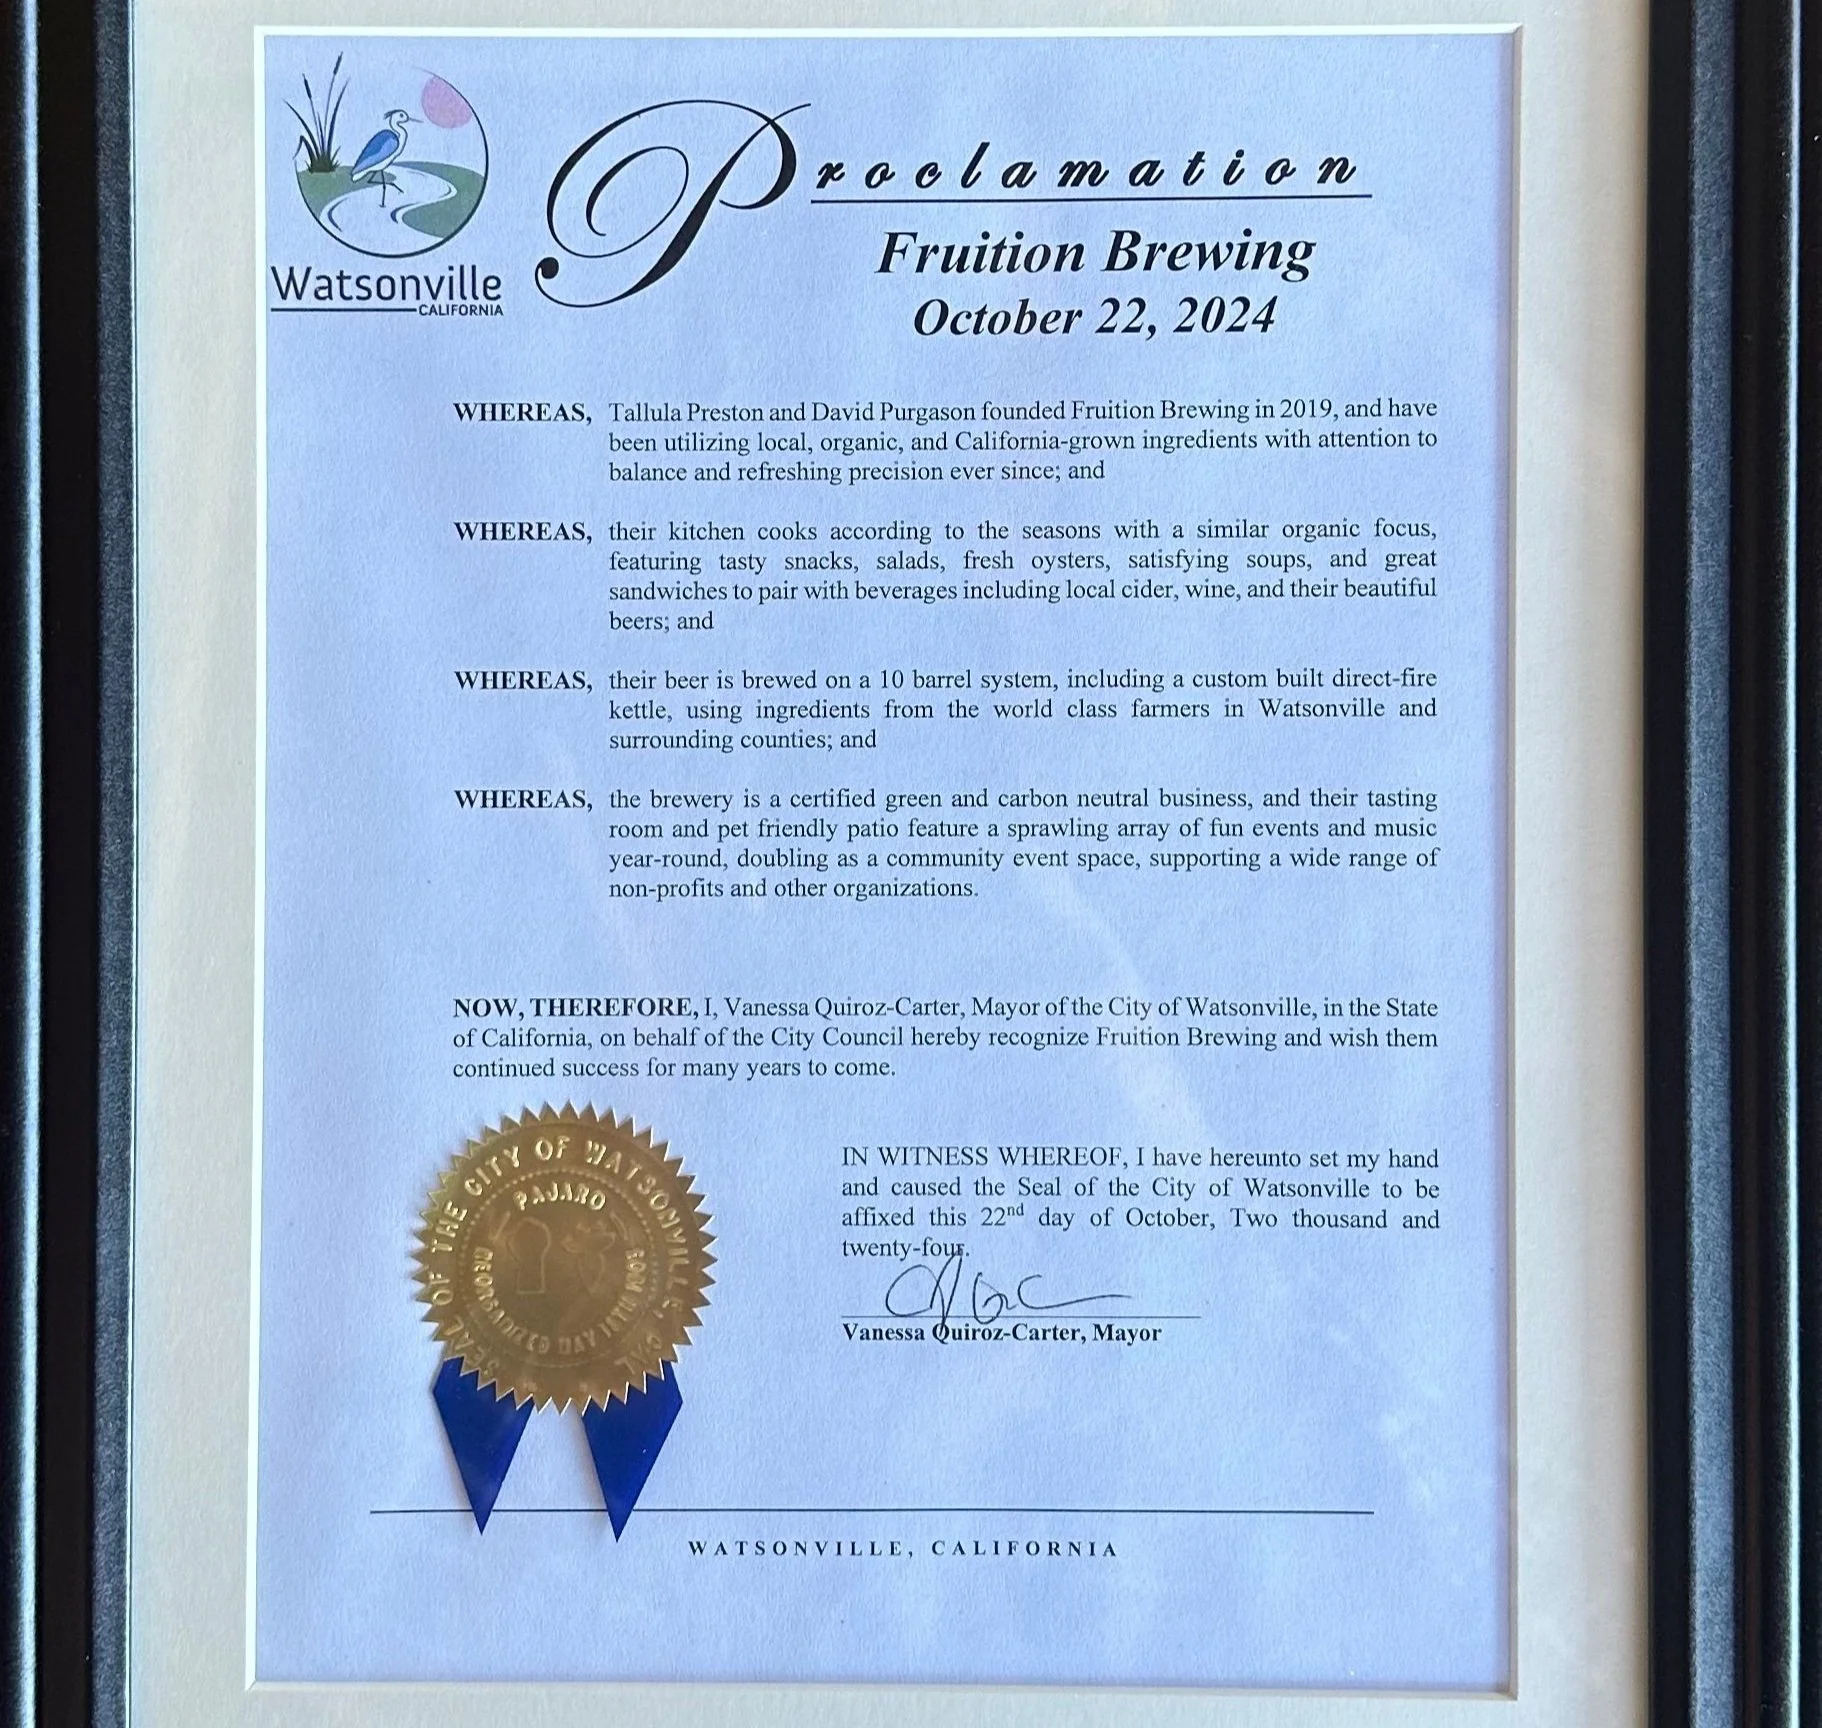 Proclamation
Watsonville
CALIFORNIA
Fruition Brewing
October 22, 2024
WHEREAS, Tallula Preston and David Purgason founded Fruition Brewing in 2019, and have
been utilizing local, organic, and California-grown ingredients with attention to
balance and refreshing precision ever since; and
WHEREAS, their kitchen cooks according to the seasons with a similar organic focus,
featuring tasty snacks, salads, fresh oysters, satisfying soups, and great
sandwiches to pair with beverages including local cider, wine, and their beautiful
beers; and
WHEREAS, their beer is brewed on a 10 barrel system, including a custom built direct-fire
kettle, using ingredients from the world class farmers in Watsonville and
surrounding counties; and
WHEREAS, the brewery is a certified green and carbon neutral business, and their tasting
room and pet friendly patio feature a sprawling array of fun events and music
year-round, doubling as a community event space, supporting a wide range of
non-profits and other organizations.
NOW, THEREFORE, I, Vanessa Quiroz-Carter, Mayor of the City of Watsonville, in the State
of California, on behalf of the City Council hereby recognize Fruition Brewing and wish them
continued success for many years to come.
SEAL OF THE CITY OF WATSONVILLE, CAL
PAJARO
REORGANIZED MAY
IN WITNESS WHEREOF, I have hereunto set my hand
and caused the Seal of the City of Watsonville to be
affixed this 22nd day of October, Two thousand and
twenty-four.
Vanessa Quiroz-Carter, Mayor
WATSONVILLE, CALIFORNIA